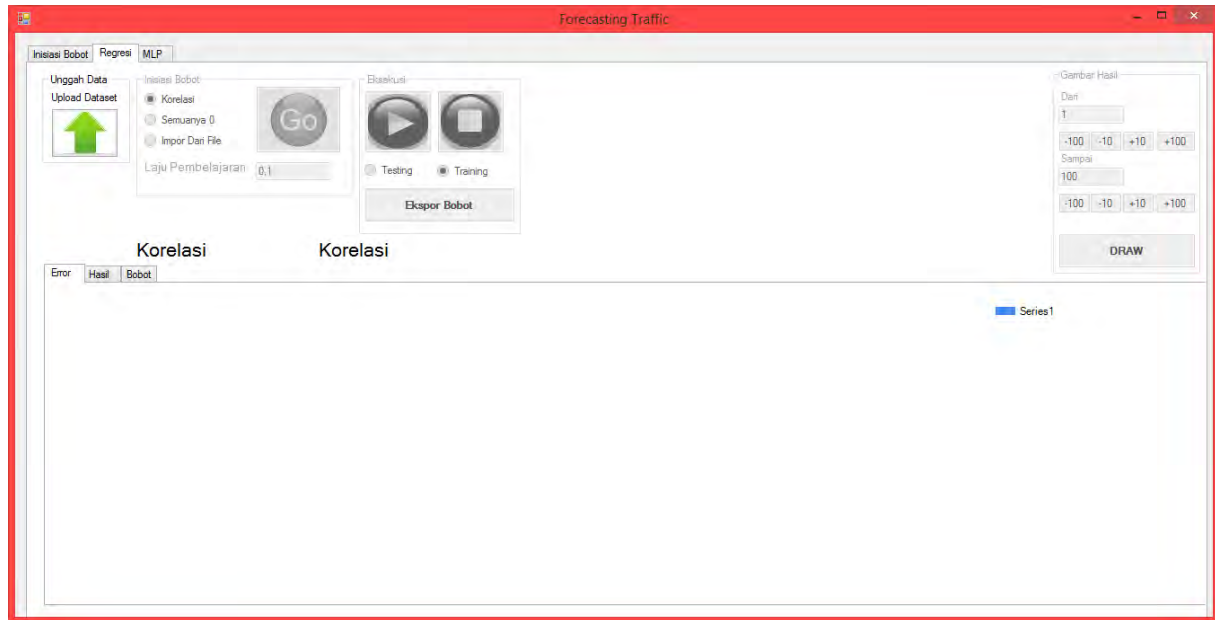 Forecasting Traffic
Inisiasi Bobot Regresi MLP
Unggah Data
Upload Dataset
Inisiasi Bobot
Korelasi
Semuanya 0
Impor Dari File
Go
Laju Pembelajaran 0,1
Eksekusi
Testing Training
Ekspor Bobot
Gambar Hasil
Dari
1
-100 -10 +10 +100
Sampai
100
-100 -10 +10 +100
DRAW
Korelasi Korelasi
Error Hasil Bobot
Series1